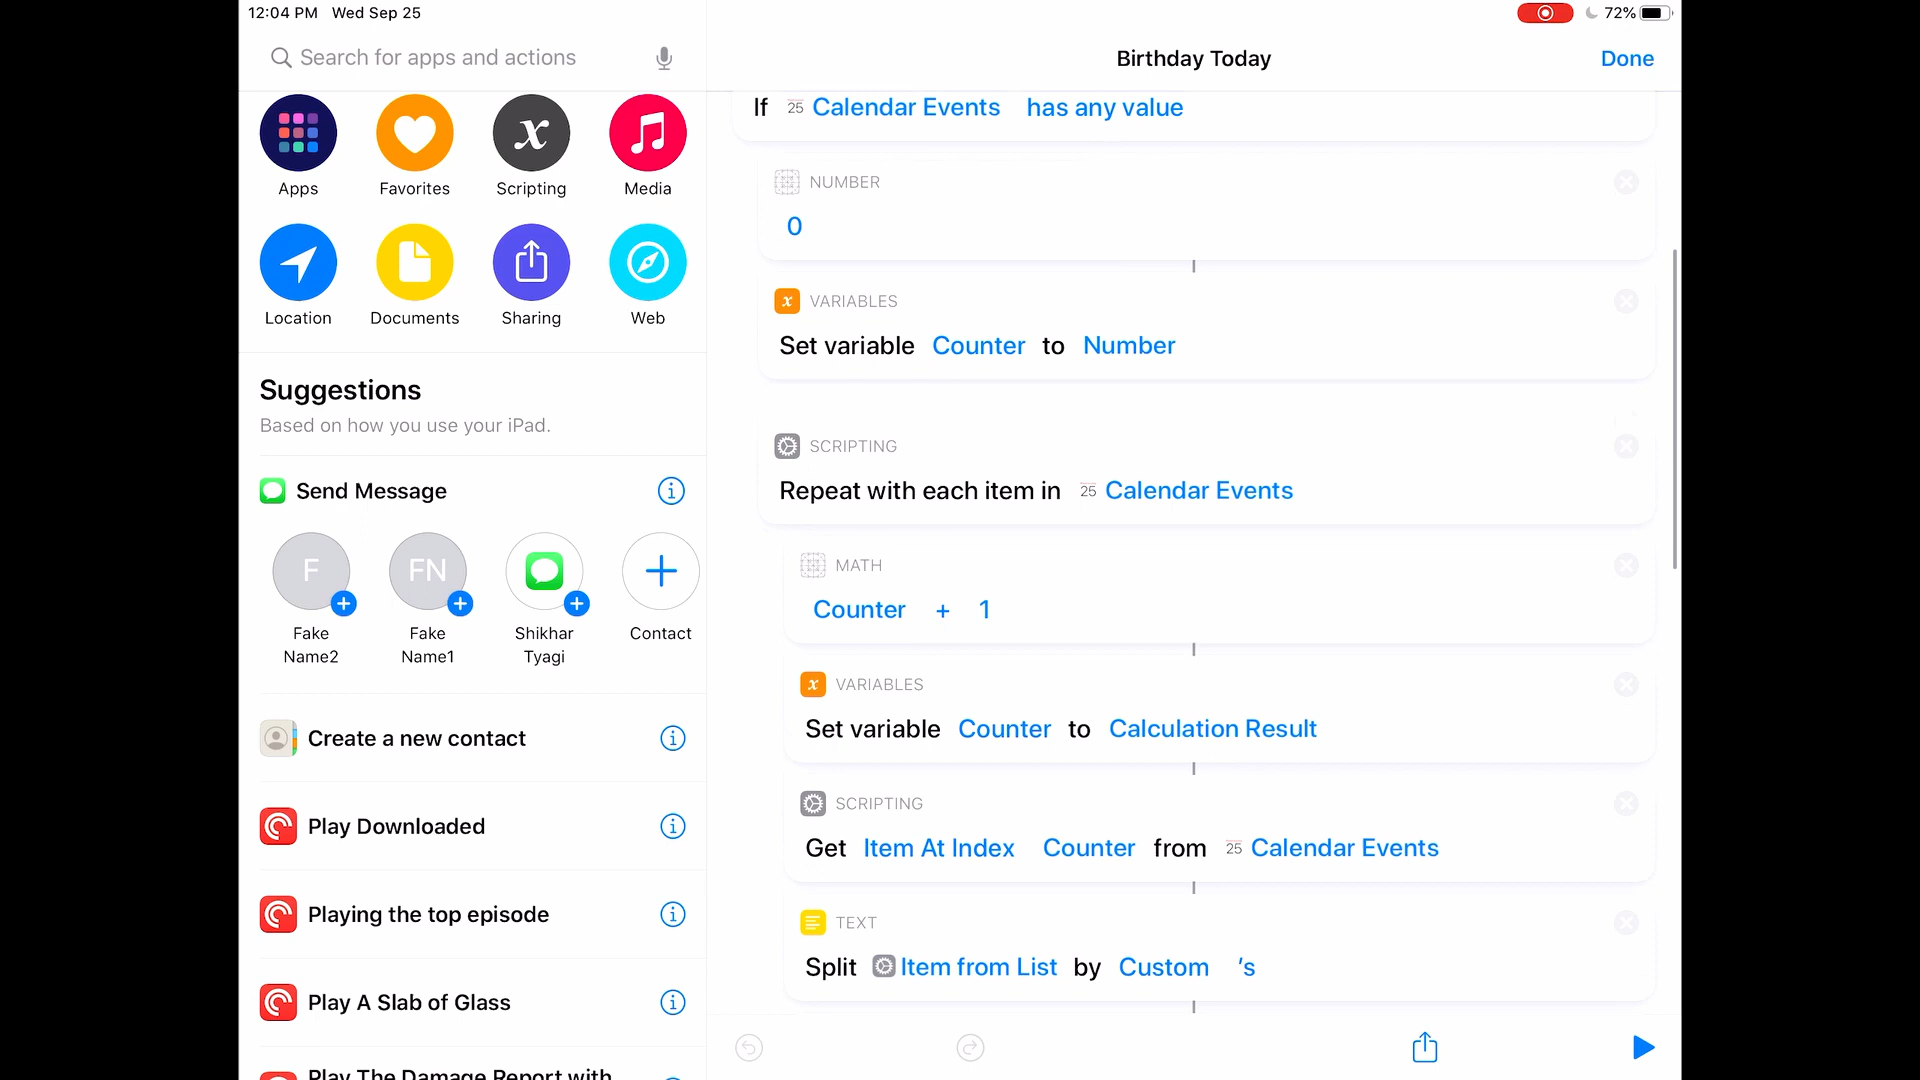 12:04 PM Wed Sep 25
72%
Search for apps and actions
Apps
Favorites
Scripting
Media
Location
Documents
Sharing
Web
Suggestions
Based on how you use your iPad.
Send Message
F
FN
Fake
Name2
Fake
Name1
Shikhar
Tyagi
Contact
Create a new contact
Play Downloaded
Playing the top episode
Play A Slab of Glass
Play The Damage Report with
Birthday Today
Done
If 25 Calendar Events has any value
NUMBER
0
x VARIABLES
Set variable Counter to Number
SCRIPTING
Repeat with each item in 25 Calendar Events
MATH
Counter + 1
x VARIABLES
Set variable Counter to Calculation Result
SCRIPTING
Get Item At Index Counter from 25 Calendar Events
TEXT
Split Item from List by Custom 's